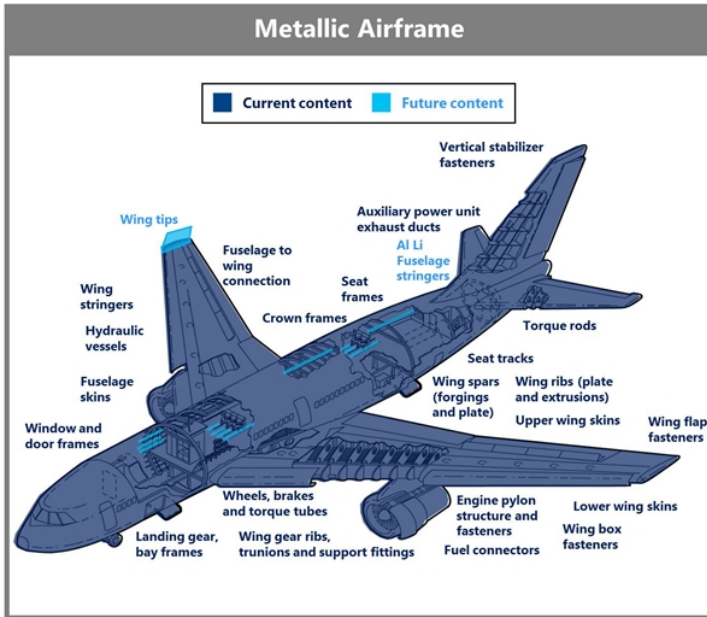 Metallic Airframe
Current content
Future content
Vertical stabilizer
fasteners
Wing tips
Auxiliary power unit
exhaust ducts
Al Li
Fuselage
stringers
Fuselage to
wing
connection
Seat
frames
Wing
stringers
Crown frames
Hydraulic
vessels
Torque rods
Seat tracks
Fuselage
skins
Wing spars
(forgings
and plate)
Wing ribs (plate
and extrusions)
Upper wing skins
Window and
door frames
Wing flap
fasteners
Wheels, brakes
and torque tubes
Engine pylon
structure and
fasteners
Lower wing skins
Landing gear,
bay frames
Wing gear ribs,
trunions and support fittings
Fuel connectors
Wing box
fasteners